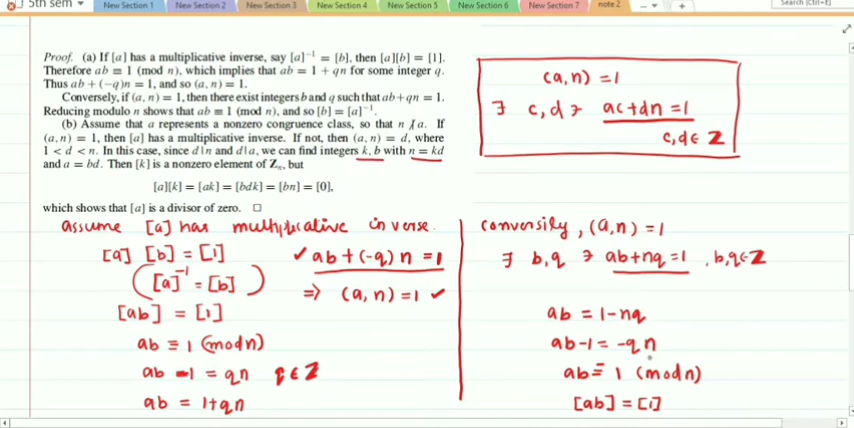 5th sem
New Section 1
New Section 2
New Section 3
New Section 4
New Section 5
New Section 6
New Section 7
note 2
Search (Ctrl+E)
Proof. (a) If [a] has a multiplicative inverse, say [a]⁻¹ = [b], then [a][b] = [1].
Therefore ab ≡ 1 (mod n), which implies that ab = 1 + qn for some integer q.
Thus ab + (−q)n = 1, and so (a, n) = 1.
Conversely, if (a, n) = 1, then there exist integers b and q such that ab + qn = 1.
Reducing modulo n shows that ab ≡ 1 (mod n), and so [b] = [a]⁻¹.
(b) Assume that a represents a nonzero congruence class, so that n ∤ a. If
(a, n) = 1, then [a] has a multiplicative inverse. If not, then (a, n) = d, where
1 < d < n. In this case, since d|n and d|a, we can find integers k, b with n = kd
and a = bd. Then [k] is a nonzero element of Zₙ, but
[a][k] = [ak] = [bdk] = [bn] = [0],
which shows that [a] is a divisor of zero. □
(a,n) = 1
∃ c, d ∋ ac+dn = 1
c,d ∈ Z
assume [a] has multiplicative inverse.
[a] [b] = [1]
([a]⁻¹ = [b])
[ab] = [1]
ab ≡ 1 (mod n)
ab - 1 = qn q ∈ Z
ab = 1+qn
✓ ab + (-q) n = 1
⇒ (a, n) = 1 ✓
conversily, (a,n) = 1
∃ b, q ∋ ab+nq = 1 , b,q ∈ Z
ab = 1-nq
ab-1 = -qn
ab ≡ 1 (mod n)
[ab] = [1]